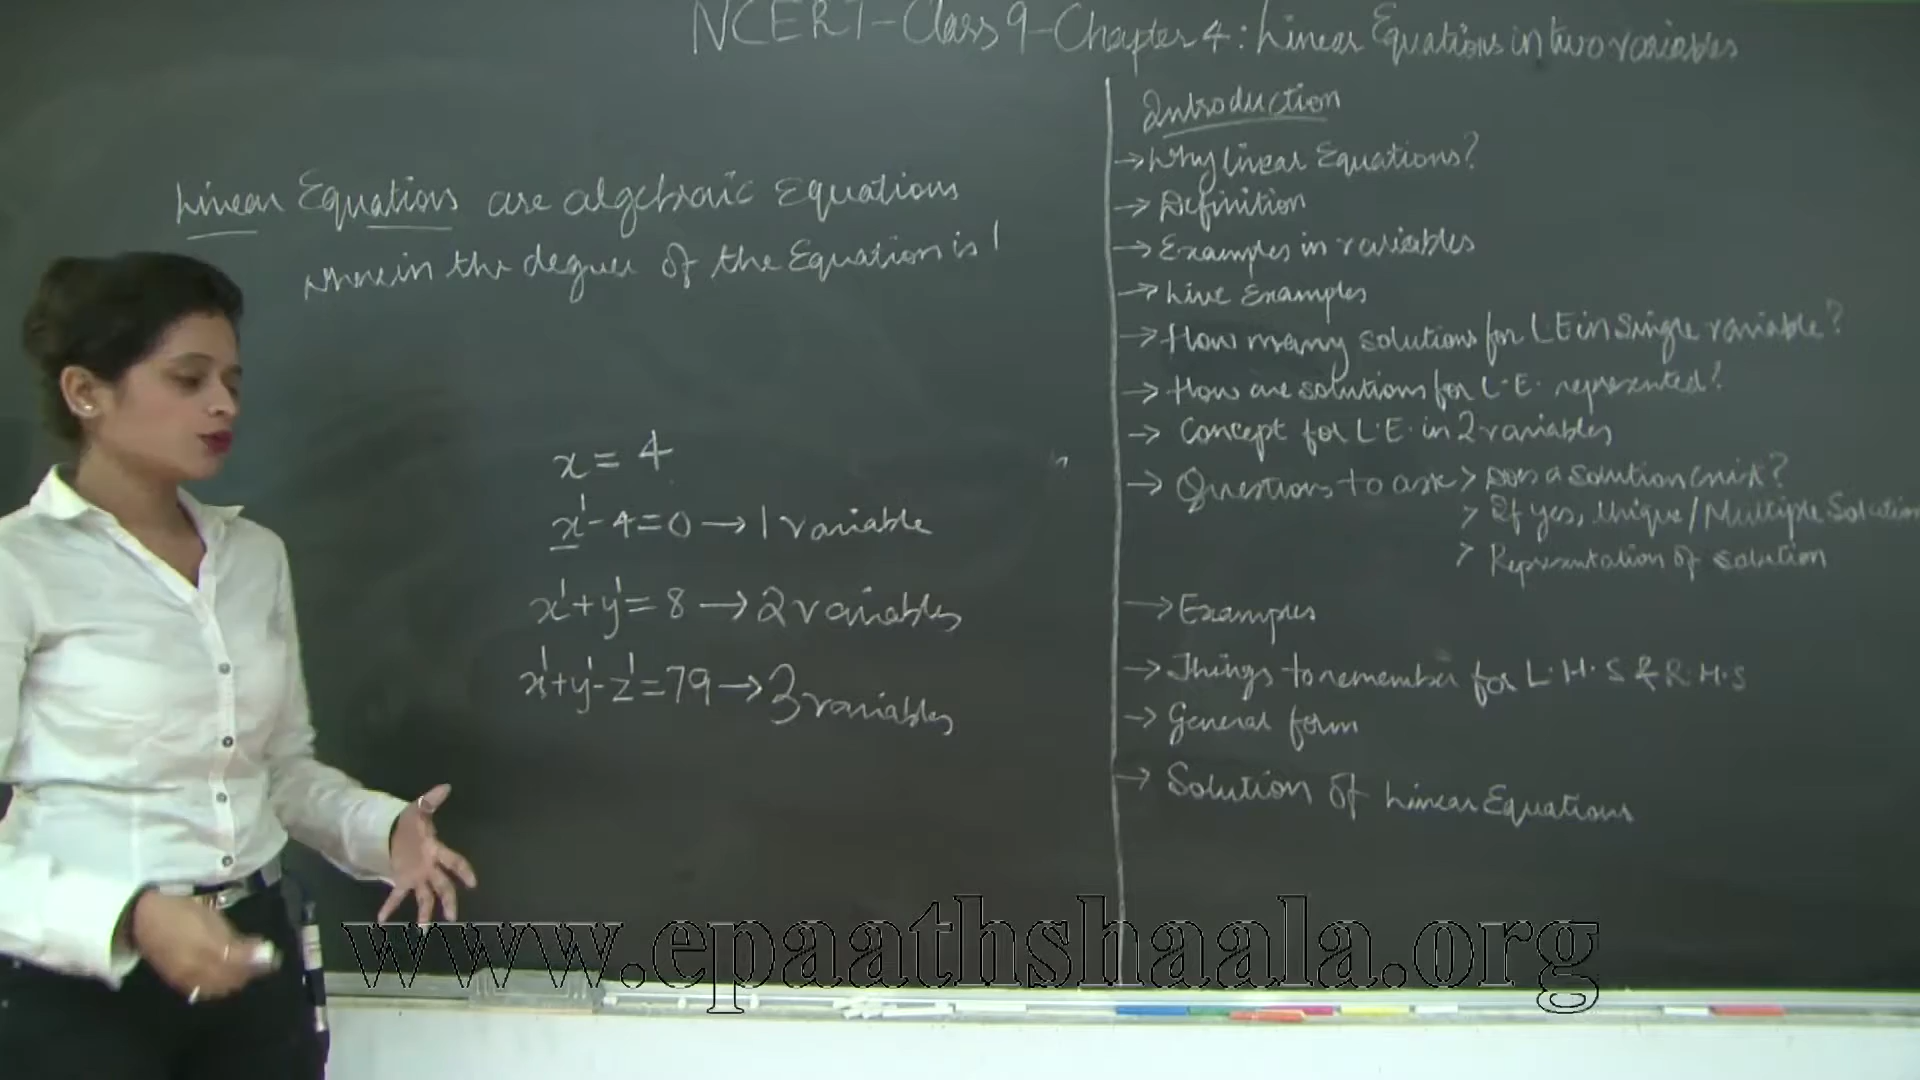 NCERT-Class 9-Chapter 4: Linear Equations in two variables
Linear Equations are algebraic Equations
wherein the degree of the Equation is 1
x = 4
x¹ - 4 = 0 → 1 variable
x¹ + y¹ = 8 → 2 variables
x¹ + y¹ - z¹ = 79 → 3 variables
Introduction
→ Why linear Equations?
→ Definition
→ Examples in variables
→ Live Examples
→ How many solutions for L.E in single variable?
→ How are solutions for L.E. represented?
→ Concept for L.E. in 2 variables
→ Questions to ask > Does a solution exist?
> If yes, Unique/Multiple Solution
> Representation of solution
→ Examples
→ Things to remember for L.H.S & R.H.S
→ General form
→ Solution of Linear Equations
www.epaathshaala.org